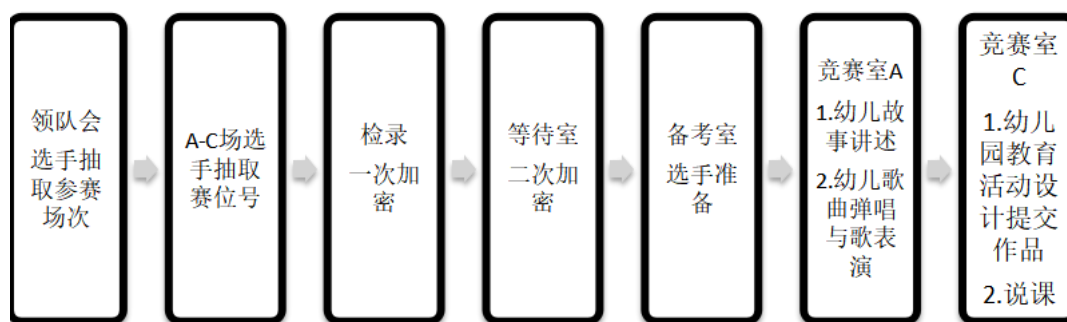 领队会
选手抽
取参赛
场次
A-C场选
手抽取
赛位号
检录
一次加
密
等待室
二次加
密
备考室
选手准
备
竞赛室A
1.幼儿故
事讲述
2.幼儿歌
曲弹唱
与歌表
演
竞赛室
C
1.幼儿
园教育
活动设
计提交
作品
2.说课